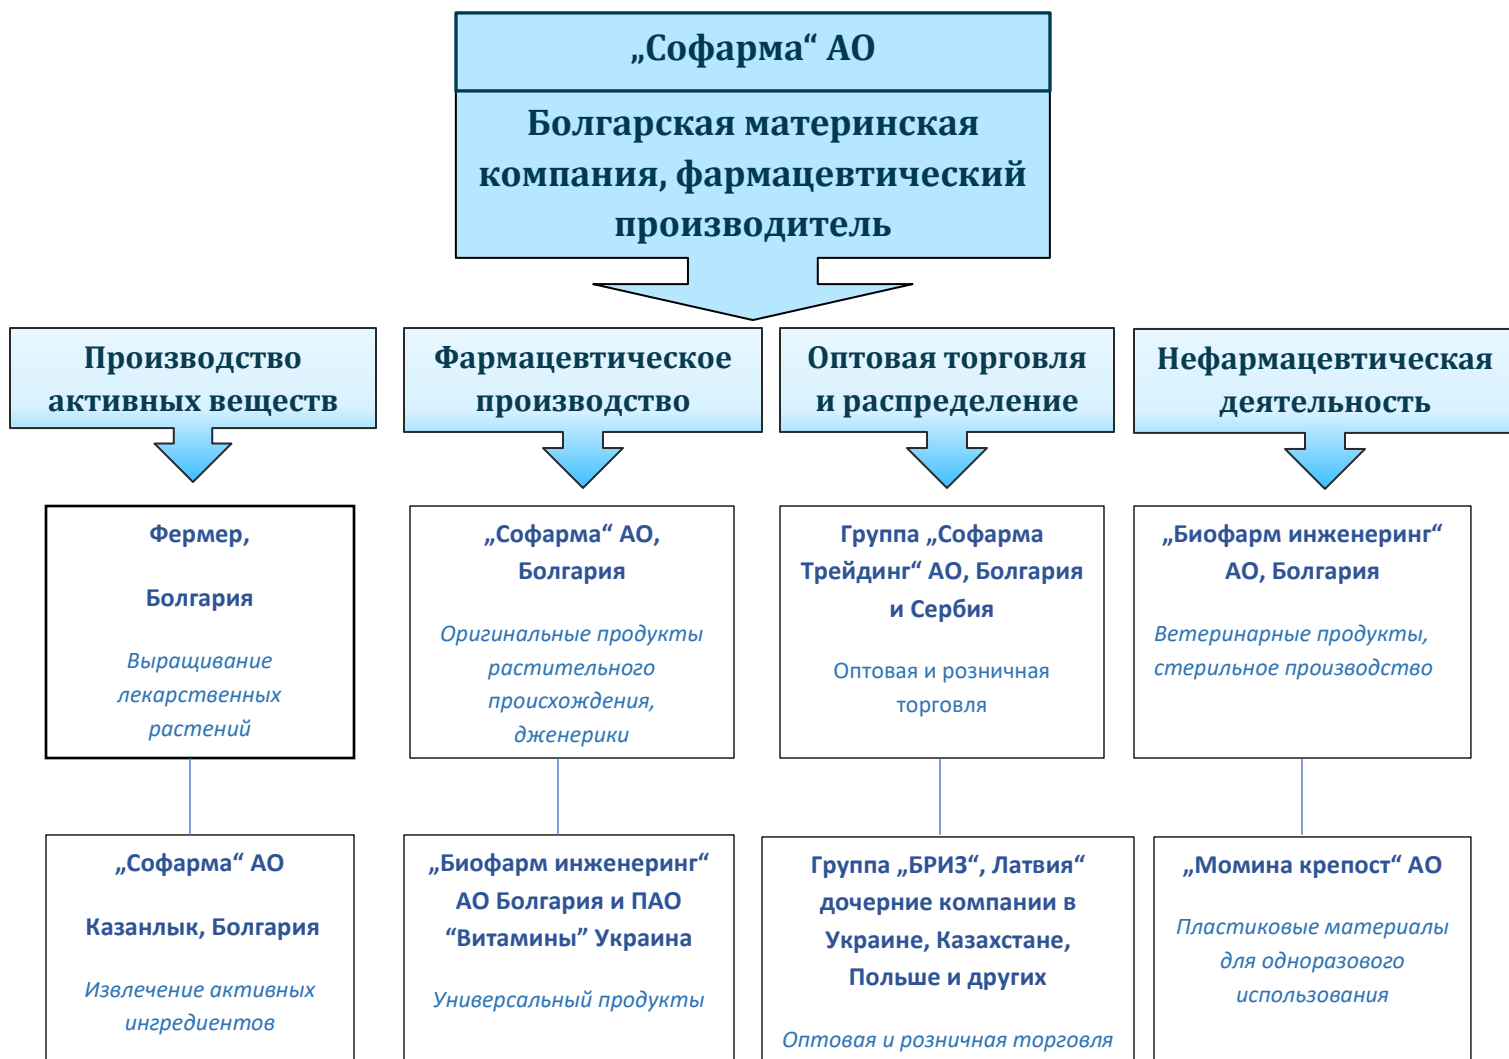 „Софарма“ АО
Болгарская материнская
компания, фармацевтический
производитель
Производство
активных веществ
Фармацевтическое
производство
Оптовая торговля
и распределение
Нефармацевтическая
деятельность
Фермер,
Болгария
Выращивание
лекарственных
растений
„Софарма“ АО,
Болгария
Оригинальные продукты
растительного
происхождения,
дженерики
Группа „Софарма
Трейдинг“ АО, Болгария
и Сербия
Оптовая и розничная
торговля
„Биофарм инженеринг“
АО, Болгария
Ветеринарные продукты,
стерильное производство
„Софарма“ АО
Казанлык, Болгария
Извлечение активных
ингредиентов
„Биофарм инженеринг“
АО Болгария и ПАО
“Витамины” Украина
Универсальный продукты
Группа „БРИЗ“, Латвия“
дочерние компании в
Украине, Казахстане,
Польше и других
Оптовая и розничная торговля
„Момина крепост“ АО
Пластиковые материалы
для одноразового
использования